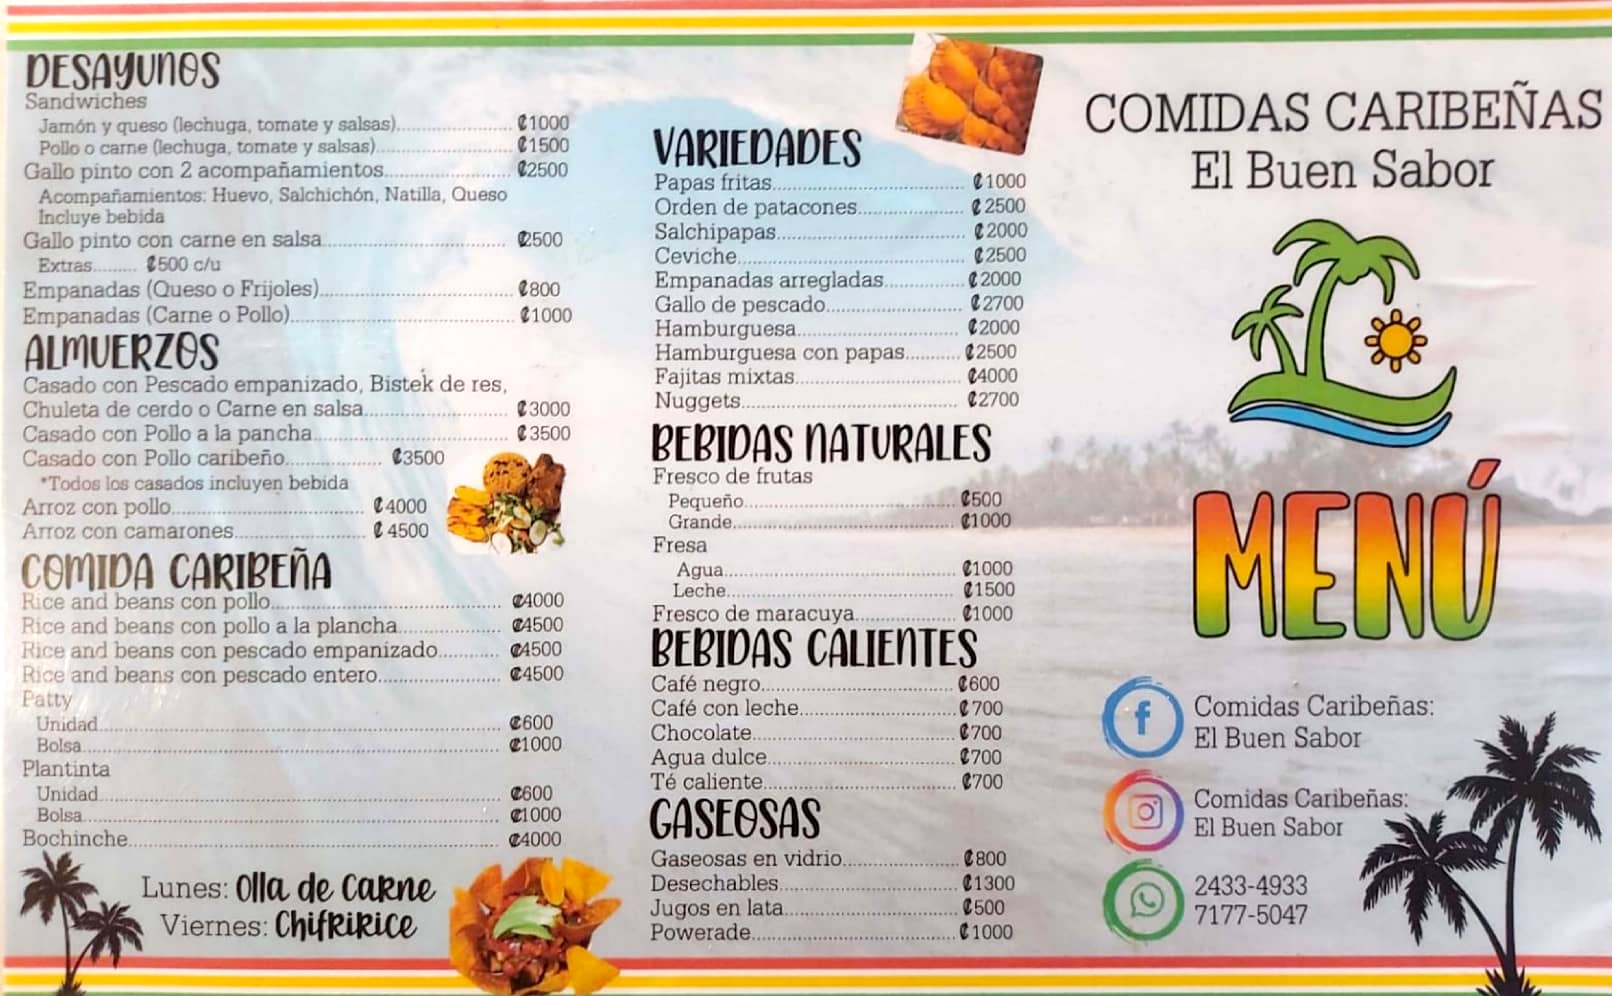 DESAYUNOS
Sandwiches
Jamón y queso (lechuga, tomate y salsas)........................ ₡1000
Pollo o carne (lechuga, tomate y salsas)........................ ₡1500
Gallo pinto con 2 acompañamientos........................ ₡2500
Acompañamientos: Huevo, Salchichón, Natilla, Queso
Incluye bebida
Gallo pinto con carne en salsa........................ ₡2500
Extras......... ₡500 c/u
Empanadas (Queso o Frijoles)........................ ₡800
Empanadas (Carne o Pollo)........................ ₡1000
ALMUERZOS
Casado con Pescado empanizado, Bistek de res,
Chuleta de cerdo o Carne en salsa........................ ₡3000
Casado con Pollo a la pancha........................ ₡3500
Casado con Pollo caribeño........................ ₡3500
*Todos los casados incluyen bebida
Arroz con pollo........................ ₡4000
Arroz con camarones........................ ₡4500
COMIDA CARIBEÑA
Rice and beans con pollo........................ ₡4000
Rice and beans con pollo a la plancha........................ ₡4500
Rice and beans con pescado empanizado............ ₡4500
Rice and beans con pescado entero........................ ₡4500
Patty
Unidad........................ ₡600
Bolsa........................ ₡1000
Plantinta
Unidad........................ ₡600
Bolsa........................ ₡1000
Bochinche........................ ₡4000
Lunes: Olla de Carne
Viernes: Chifririce
VARIEDADES
Papas fritas........................ ₡1000
Orden de patacones........................ ₡2500
Salchipapas........................ ₡2000
Ceviche........................ ₡2500
Empanadas arregladas................ ₡2000
Gallo de pescado........................ ₡2700
Hamburguesa........................ ₡2000
Hamburguesa con papas........... ₡2500
Fajitas mixtas........................ ₡4000
Nuggets........................ ₡2700
BEBIDAS NATURALES
Fresco de frutas
Pequeño........................ ₡500
Grande........................ ₡1000
Fresa
Agua........................ ₡1000
Leche........................ ₡1500
Fresco de maracuya........................ ₡1000
BEBIDAS CALIENTES
Café negro........................ ₡600
Café con leche........................ ₡700
Chocolate........................ ₡700
Agua dulce........................ ₡700
Té caliente........................ ₡700
GASEOSAS
Gaseosas en vidrio........................ ₡800
Desechables........................ ₡1300
Jugos en lata........................ ₡500
Powerade........................ ₡1000
COMIDAS CARIBEÑAS
El Buen Sabor
MENÚ
Comidas Caribeñas:
El Buen Sabor
Comidas Caribeñas:
El Buen Sabor
2433-4933
7177-5047